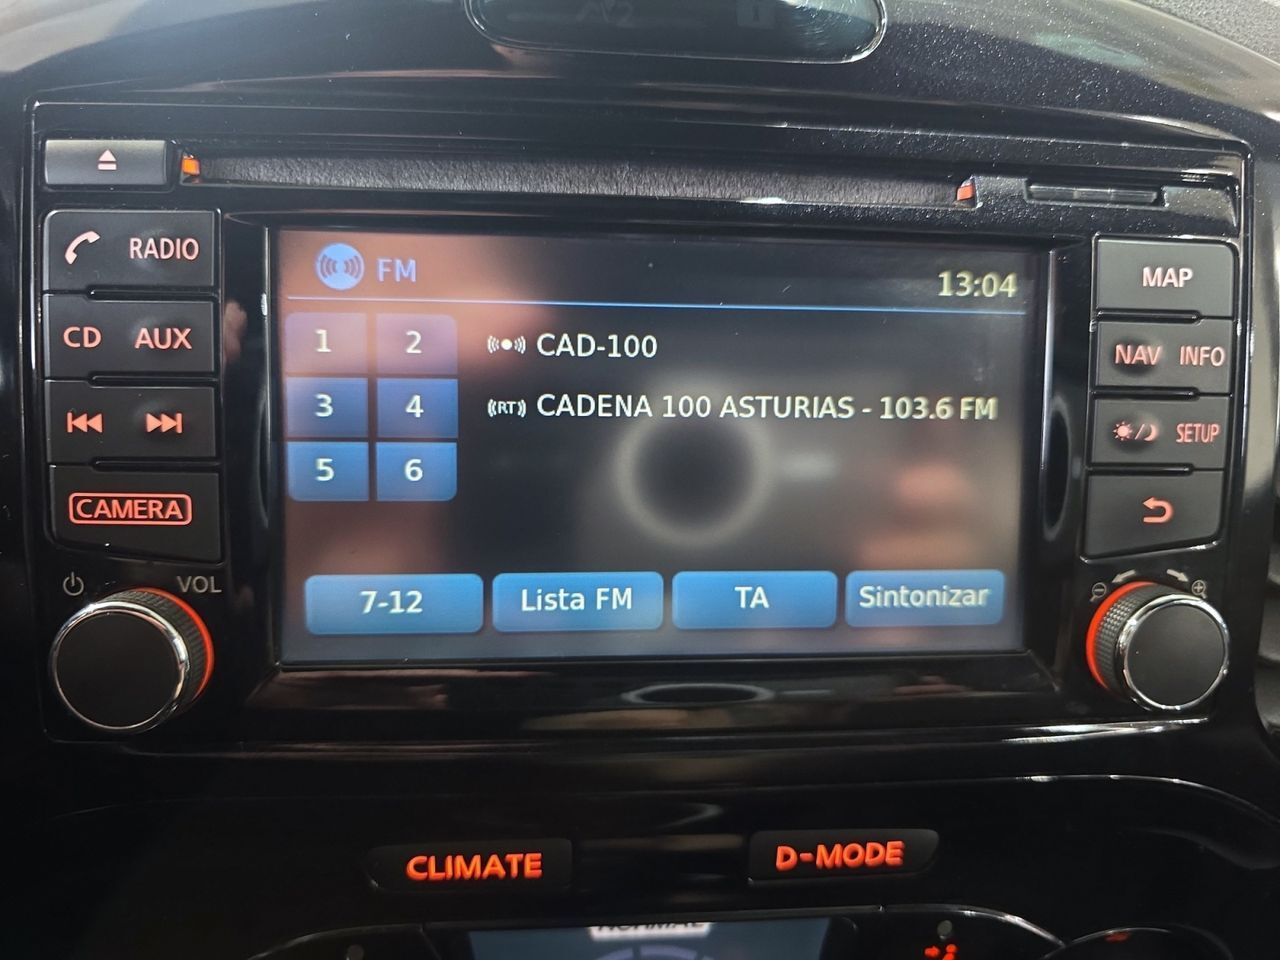 RADIO
CD AUX
CAMERA
VOL
FM
13:04
1 2
3 4
5 6
CAD-100
RT CADENA 100 ASTURIAS - 103.6 FM
7-12 Lista FM TA Sintonizar
MAP
NAV INFO
SETUP
CLIMATE D-MODE